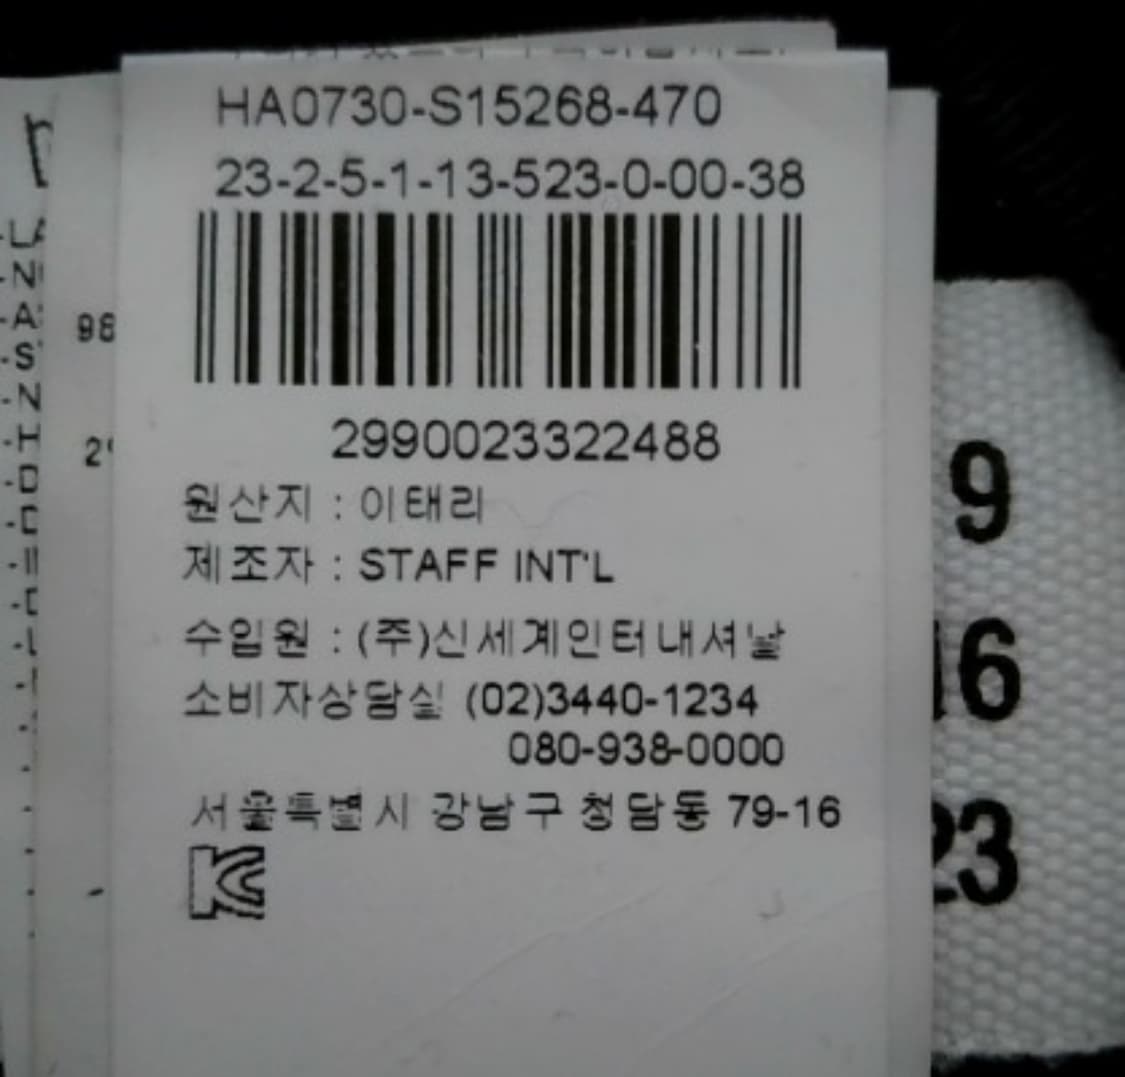 HA0730-S15268-470
23-2-5-1-13-523-0-00-38
2990023322488
원산지 : 이태리
제조자 : STAFF INT'L
수입원 : (주)신세계인터내셔날
소비자상담실 (02)3440-1234
080-938-0000
서울특별시 강남구 청담동 79-16
KC
98
9
16
23